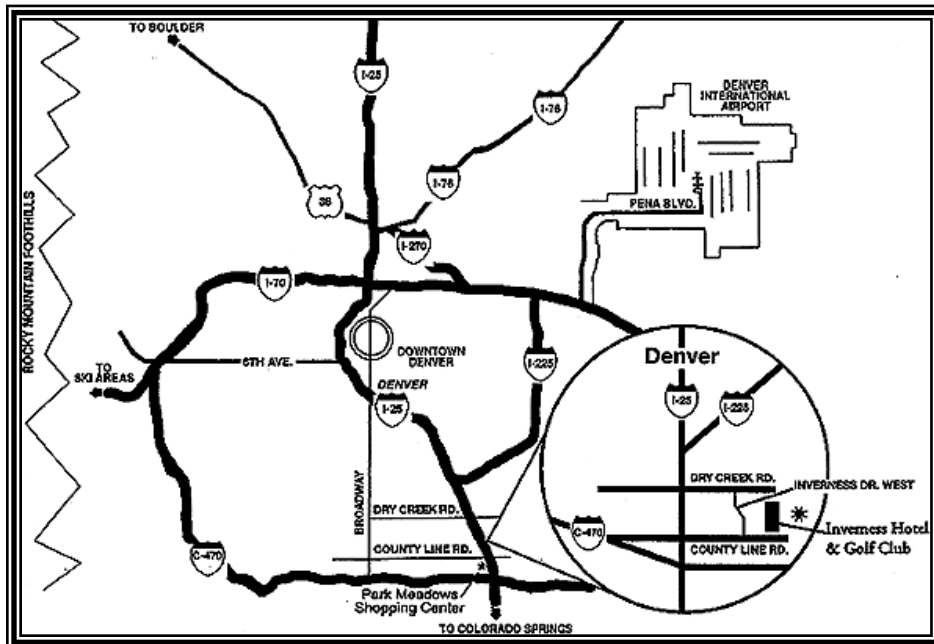 TO BOULDER
I-25
I-76
DENVER
INTERNATIONAL
AIRPORT
I-76
36
PENA BLVD.
I-270
ROCKY MOUNTAIN FOOTHILLS
I-70
DOWNTOWN
DENVER
6TH AVE.
TO
SKI AREAS
I-225
Denver
DENVER
I-25
I-25
I-225
BROADWAY
DRY CREEK RD.
INVERNESS DR. WEST
DRY CREEK RD.
C-470
Inverness Hotel
& Golf Club
COUNTY LINE RD.
COUNTY LINE RD.
C-470
Park Meadows
Shopping Center
TO COLORADO SPRINGS